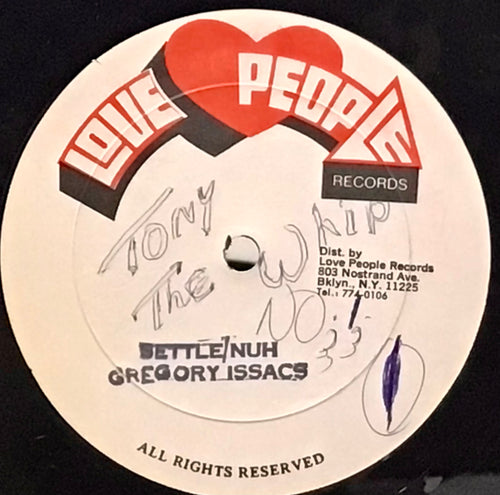 LOVE PEOPLE
RECORDS
TONY
The Whip
NO. 1
33
Dist. by
Love People Records
803 Nostrand Ave.
Bklyn., N.Y. 11225
Tel.: 774-0106
SETTLE/NUH
GREGORY ISSACS
ALL RIGHTS RESERVED